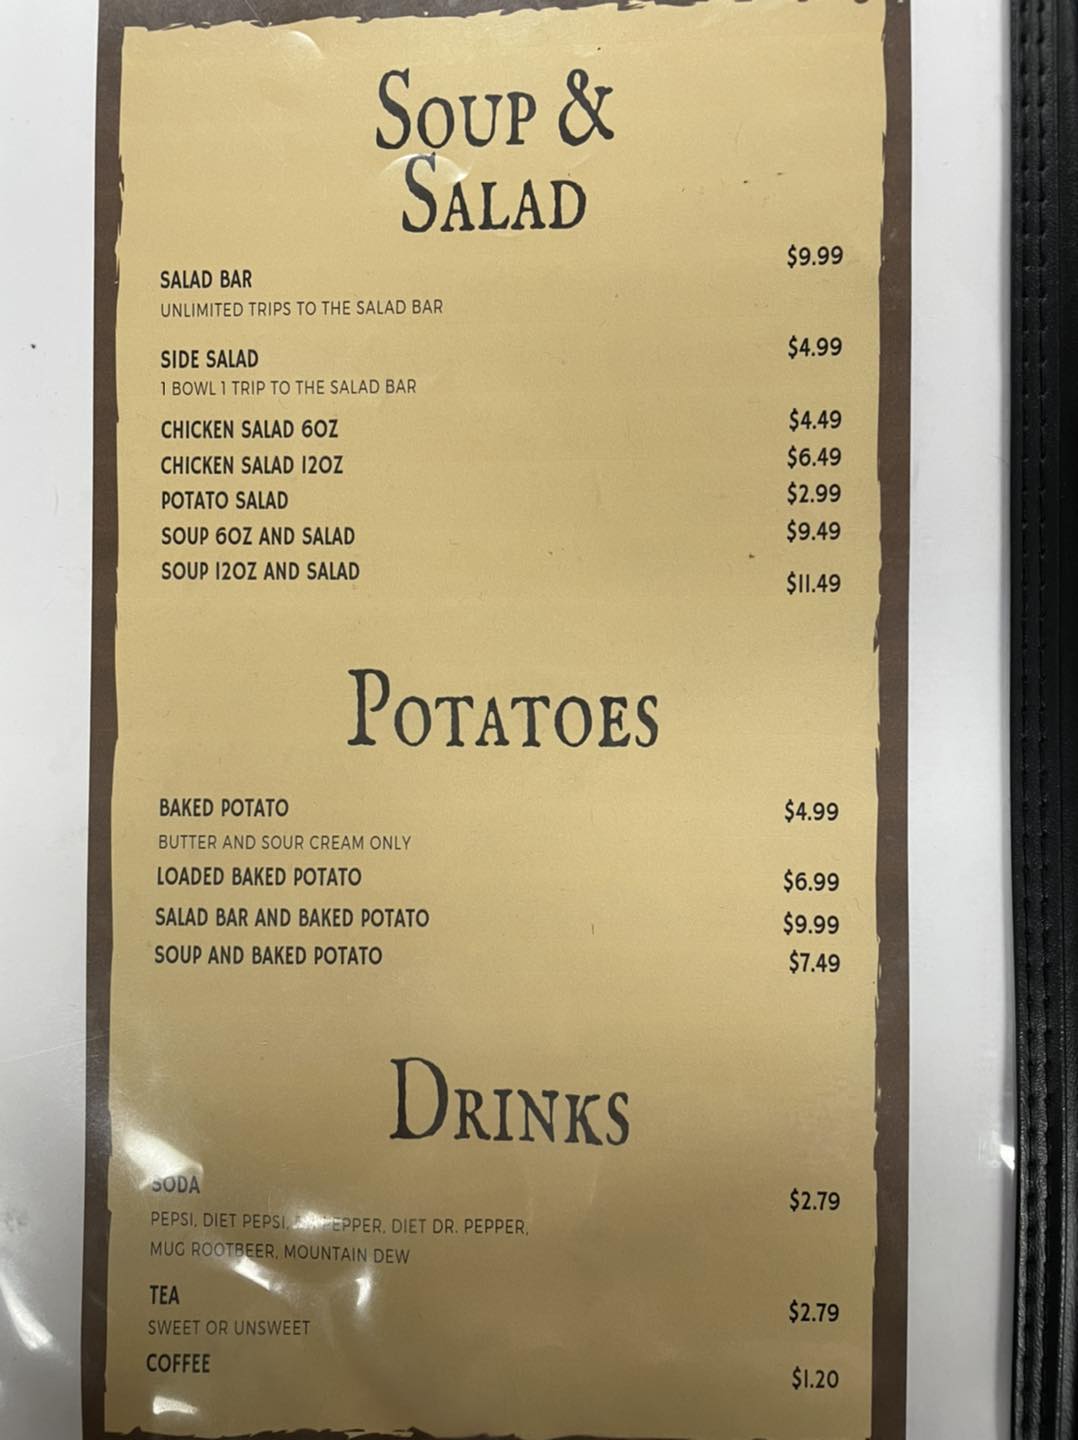 SOUP &
SALAD
SALAD BAR $9.99
UNLIMITED TRIPS TO THE SALAD BAR
SIDE SALAD $4.99
1 BOWL 1 TRIP TO THE SALAD BAR
CHICKEN SALAD 6OZ $4.49
CHICKEN SALAD 12OZ $6.49
POTATO SALAD $2.99
SOUP 6OZ AND SALAD $9.49
SOUP 12OZ AND SALAD $11.49
POTATOES
BAKED POTATO $4.99
BUTTER AND SOUR CREAM ONLY
LOADED BAKED POTATO $6.99
SALAD BAR AND BAKED POTATO $9.99
SOUP AND BAKED POTATO $7.49
DRINKS
SODA $2.79
PEPSI, DIET PEPSI, PEPPER, DIET DR. PEPPER,
MUG ROOTBEER, MOUNTAIN DEW
TEA $2.79
SWEET OR UNSWEET
COFFEE $1.20